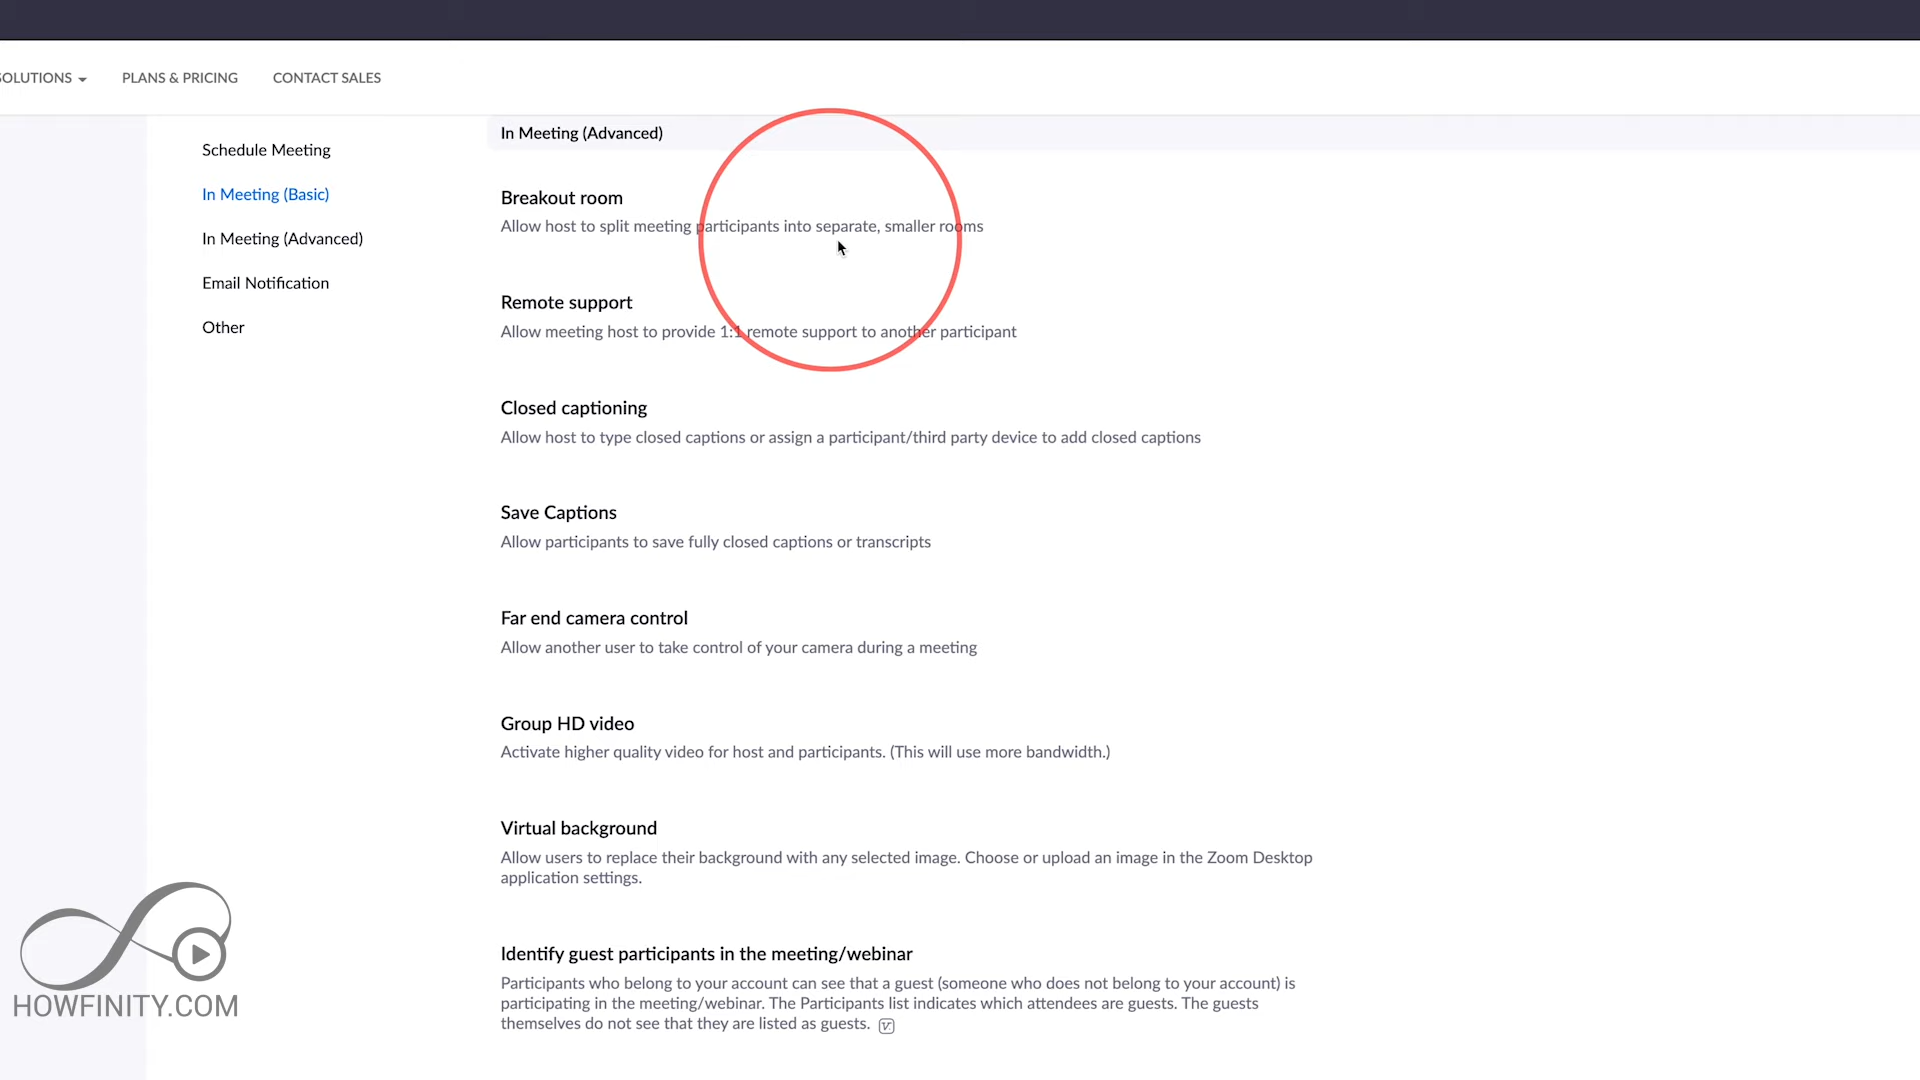 SOLUTIONS PLANS & PRICING CONTACT SALES
Schedule Meeting
In Meeting (Basic)
In Meeting (Advanced)
Email Notification
Other
In Meeting (Advanced)
Breakout room
Allow host to split meeting participants into separate, smaller rooms
Remote support
Allow meeting host to provide 1:1 remote support to another participant
Closed captioning
Allow host to type closed captions or assign a participant/third party device to add closed captions
Save Captions
Allow participants to save fully closed captions or transcripts
Far end camera control
Allow another user to take control of your camera during a meeting
Group HD video
Activate higher quality video for host and participants. (This will use more bandwidth.)
Virtual background
Allow users to replace their background with any selected image. Choose or upload an image in the Zoom Desktop
application settings.
Identify guest participants in the meeting/webinar
Participants who belong to your account can see that a guest (someone who does not belong to your account) is
participating in the meeting/webinar. The Participants list indicates which attendees are guests. The guests
themselves do not see that they are listed as guests.
HOWFINITY.COM